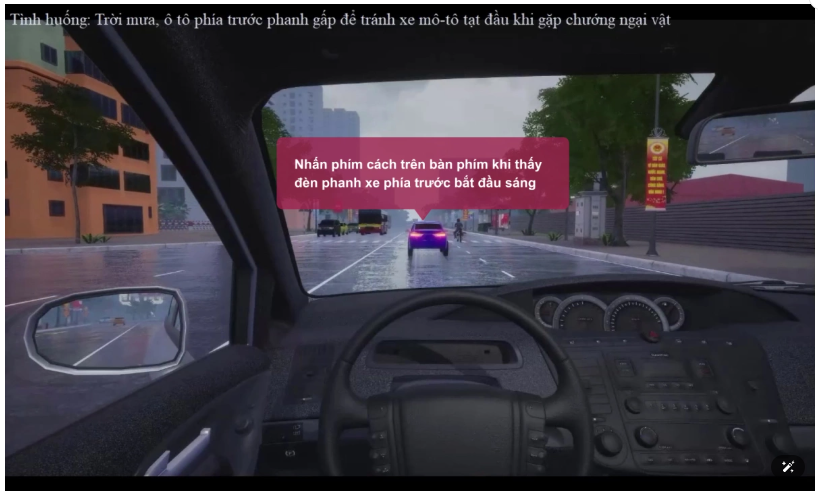 Tình huống: Trời mưa, ô tô phía trước phanh gấp để tránh xe mô-tô tạt đầu khi gặp chướng ngại vật
Nhấn phím cách trên bàn phím khi thấy
đèn phanh xe phía trước bắt đầu sáng